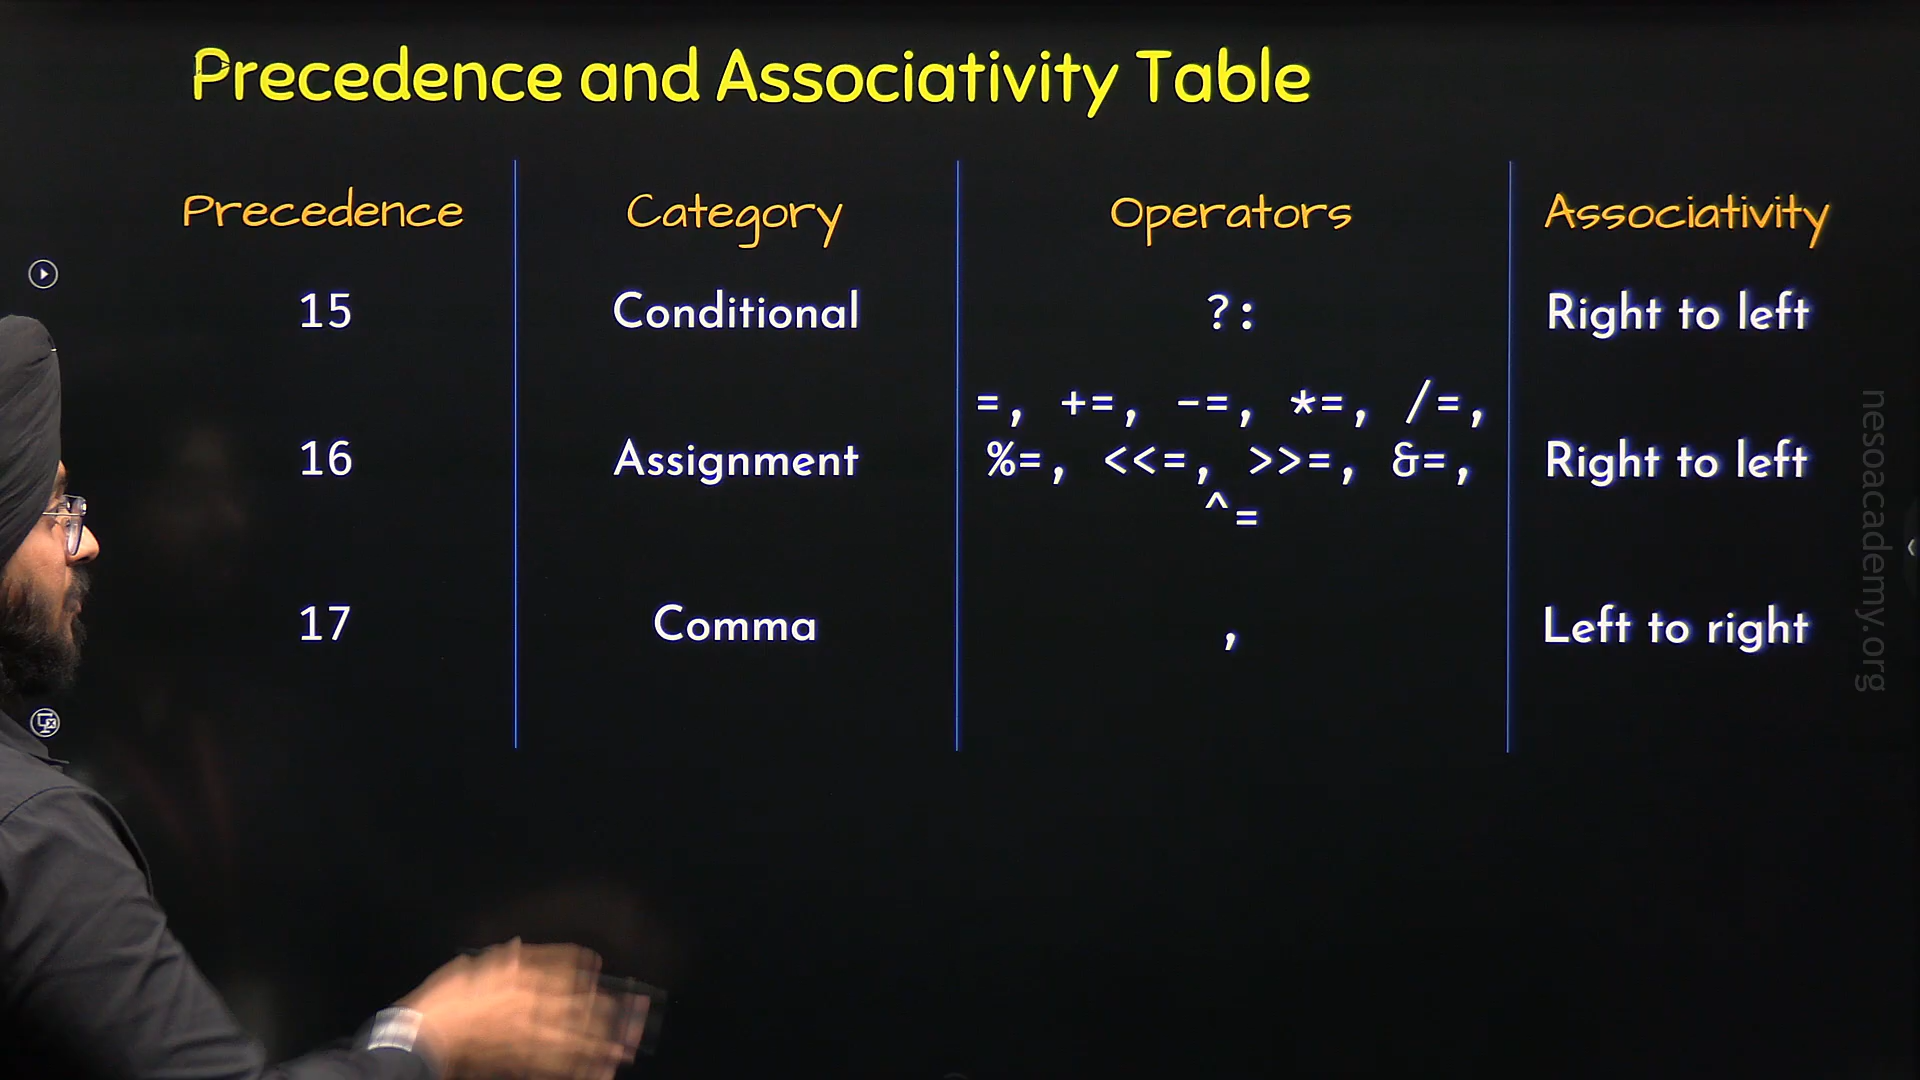 Precedence and Associativity Table
Precedence Category Operators Associativity
15 Conditional ?: Right to left
=, +=, -=, *=, /=,
16 Assignment %=, <<=, >>=, &=, Right to left
^=
17 Comma , Left to right
nesoacademy.org